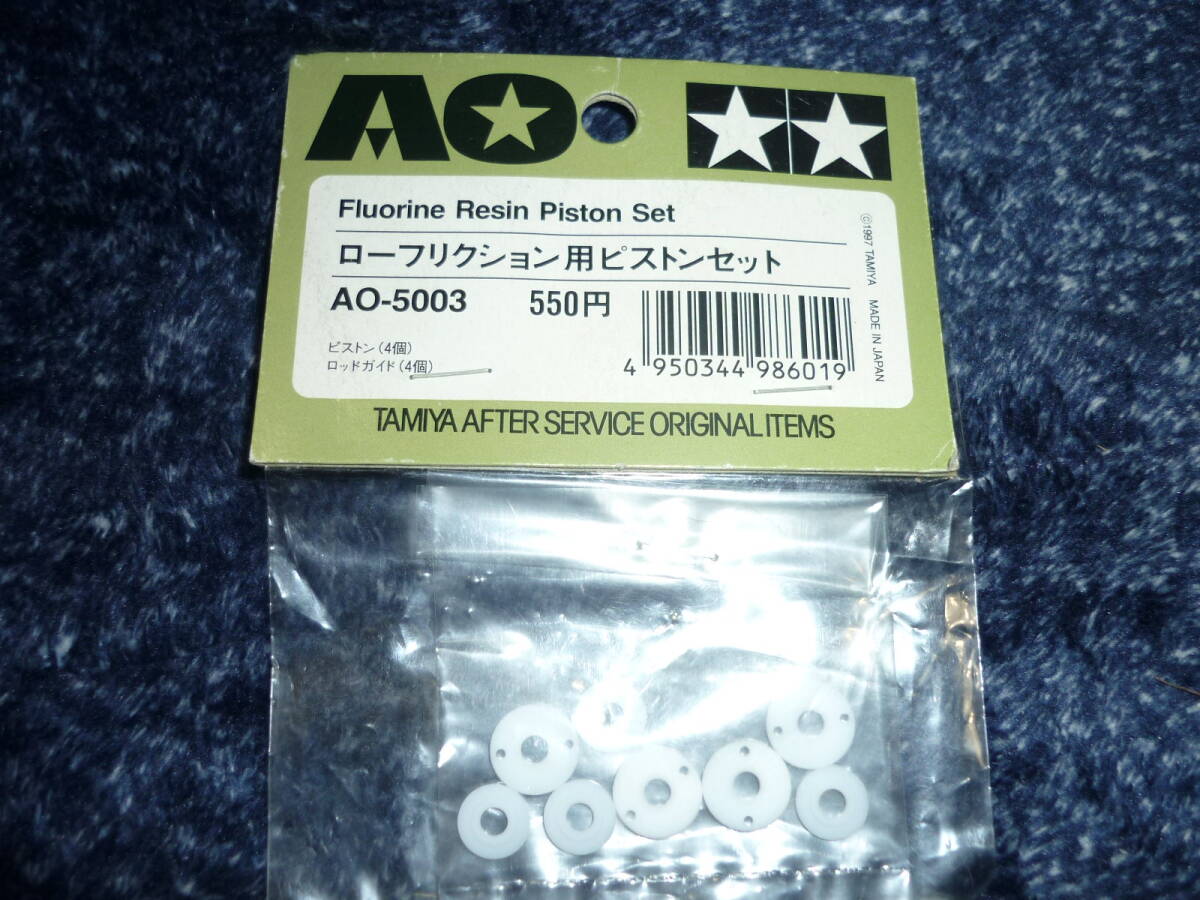 AO
Fluorine Resin Piston Set
ローフリクション用ピストンセット
AO-5003 550円
ピストン(4個)
ロッドガイド(4個)
4 950344 986019
©1997 TAMIYA MADE IN JAPAN
TAMIYA AFTER SERVICE ORIGINAL ITEMS